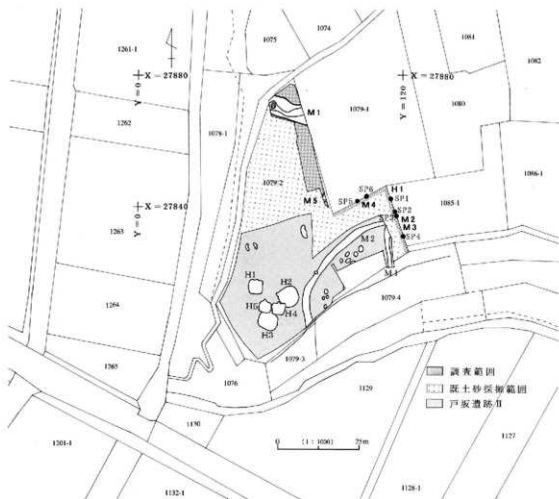 1261-1
1075
1074
1081
1082
X = 27880
Y = 0
X = 27880
Y = 120
1262
1078-1
M1
1079-1
1080
1086-1
1079-2
M5
SP6
SP5
M4
H1
SP1
SP2
M2
M3
SP4
1085-1
X = 27840
Y = 0
1263
M2
M1
H1
H2
H5
H4
H3
1079-4
1264
1079-3
1265
1076
1129
調査範囲
既土砂採掘範囲
戸坂遺跡II
1130
1201-1
1127
[1:1000]
25m
0
1132-1
1128-1